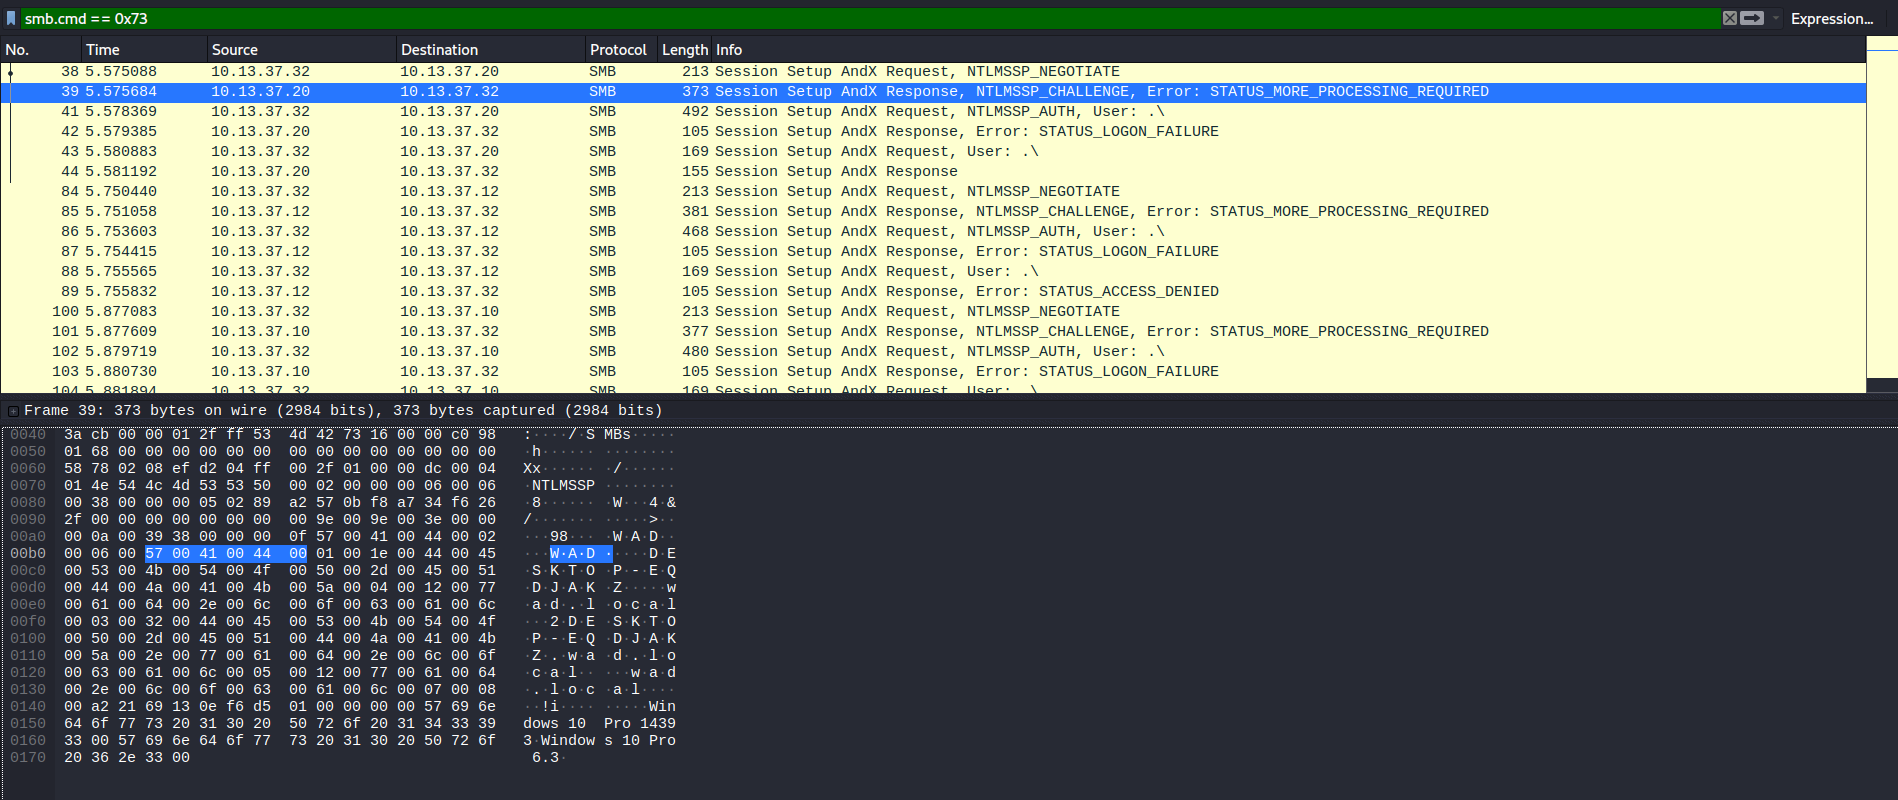 smb.cmd == 0x73 Expression...
No. Time Source Destination Protocol Length Info
38 5.575088 10.13.37.32 10.13.37.20 SMB 213 Session Setup AndX Request, NTLMSSP_NEGOTIATE
39 5.575684 10.13.37.20 10.13.37.32 SMB 373 Session Setup AndX Response, NTLMSSP_CHALLENGE, Error: STATUS_MORE_PROCESSING_REQUIRED
41 5.578369 10.13.37.32 10.13.37.20 SMB 492 Session Setup AndX Request, NTLMSSP_AUTH, User: .\
42 5.579385 10.13.37.20 10.13.37.32 SMB 105 Session Setup AndX Response, Error: STATUS_LOGON_FAILURE
43 5.580883 10.13.37.32 10.13.37.20 SMB 169 Session Setup AndX Request, User: .\
44 5.581192 10.13.37.20 10.13.37.32 SMB 155 Session Setup AndX Response
84 5.750440 10.13.37.32 10.13.37.12 SMB 213 Session Setup AndX Request, NTLMSSP_NEGOTIATE
85 5.751058 10.13.37.12 10.13.37.32 SMB 381 Session Setup AndX Response, NTLMSSP_CHALLENGE, Error: STATUS_MORE_PROCESSING_REQUIRED
86 5.753603 10.13.37.32 10.13.37.12 SMB 468 Session Setup AndX Request, NTLMSSP_AUTH, User: .\
87 5.754415 10.13.37.12 10.13.37.32 SMB 105 Session Setup AndX Response, Error: STATUS_LOGON_FAILURE
88 5.755565 10.13.37.32 10.13.37.12 SMB 169 Session Setup AndX Request, User: .\
89 5.755832 10.13.37.12 10.13.37.32 SMB 105 Session Setup AndX Response, Error: STATUS_ACCESS_DENIED
100 5.877083 10.13.37.32 10.13.37.10 SMB 213 Session Setup AndX Request, NTLMSSP_NEGOTIATE
101 5.877609 10.13.37.10 10.13.37.32 SMB 377 Session Setup AndX Response, NTLMSSP_CHALLENGE, Error: STATUS_MORE_PROCESSING_REQUIRED
102 5.879719 10.13.37.32 10.13.37.10 SMB 480 Session Setup AndX Request, NTLMSSP_AUTH, User: .\
103 5.880730 10.13.37.10 10.13.37.32 SMB 105 Session Setup AndX Response, Error: STATUS_LOGON_FAILURE
104 5.881894 10.13.37.32 10.13.37.10 SMB 169 Session Setup AndX Request, User: .\
Frame 39: 373 bytes on wire (2984 bits), 373 bytes captured (2984 bits)
0040 3a cb 00 00 01 2f ff 53 4d 42 73 16 00 00 c0 98 :····/·S MBs·····
0050 01 68 00 00 00 00 00 00 00 00 00 00 00 00 00 00 ·h······ ········
0060 58 78 02 08 ef d2 04 ff 00 2f 01 00 00 dc 00 04 Xx······ ·/······
0070 01 4e 54 4c 4d 53 53 50 00 02 00 00 00 06 00 06 ·NTLMSSP ········
0080 00 38 00 00 00 05 02 89 a2 57 0b f8 a7 34 f6 26 ·8······ ·W···4·&
0090 2f 00 00 00 00 00 00 00 00 9e 00 9e 00 3e 00 00 /······· ·····>··
00a0 00 0a 00 39 38 00 00 00 0f 57 00 41 00 44 00 02 ···98··· ·W·A·D··
00b0 00 06 00 57 00 41 00 44 00 01 00 1e 00 44 00 45 ···W·A·D ·····D·E
00c0 00 53 00 4b 00 54 00 4f 00 50 00 2d 00 45 00 51 ·S·K·T·O ·P·-·E·Q
00d0 00 44 00 4a 00 41 00 4b 00 5a 00 04 00 12 00 77 ·D·J·A·K ·Z·····w
00e0 00 61 00 64 00 2e 00 6c 00 6f 00 63 00 61 00 6c ·a·d·.·l ·o·c·a·l
00f0 00 03 00 32 00 44 00 45 00 53 00 4b 00 54 00 4f ···2·D·E ·S·K·T·O
0100 00 50 00 2d 00 45 00 51 00 44 00 4a 00 41 00 4b ·P·-·E·Q ·D·J·A·K
0110 00 5a 00 2e 00 77 00 61 00 64 00 2e 00 6c 00 6f ·Z·.·w·a ·d·.·l·o
0120 00 63 00 61 00 6c 00 05 00 12 00 77 00 61 00 64 ·c·a·l·· ···w·a·d
0130 00 2e 00 6c 00 6f 00 63 00 61 00 6c 00 07 00 08 ·.·l·o·c ·a·l····
0140 00 a2 21 69 13 0e f6 d5 01 00 00 00 00 57 69 6e ··!i···· ·····Win
0150 64 6f 77 73 20 31 30 20 50 72 6f 20 31 34 33 39 dows 10 Pro 1439
0160 33 00 57 69 6e 64 6f 77 73 20 31 30 20 50 72 6f 3·Window s 10 Pro
0170 20 36 2e 33 00 6.3·